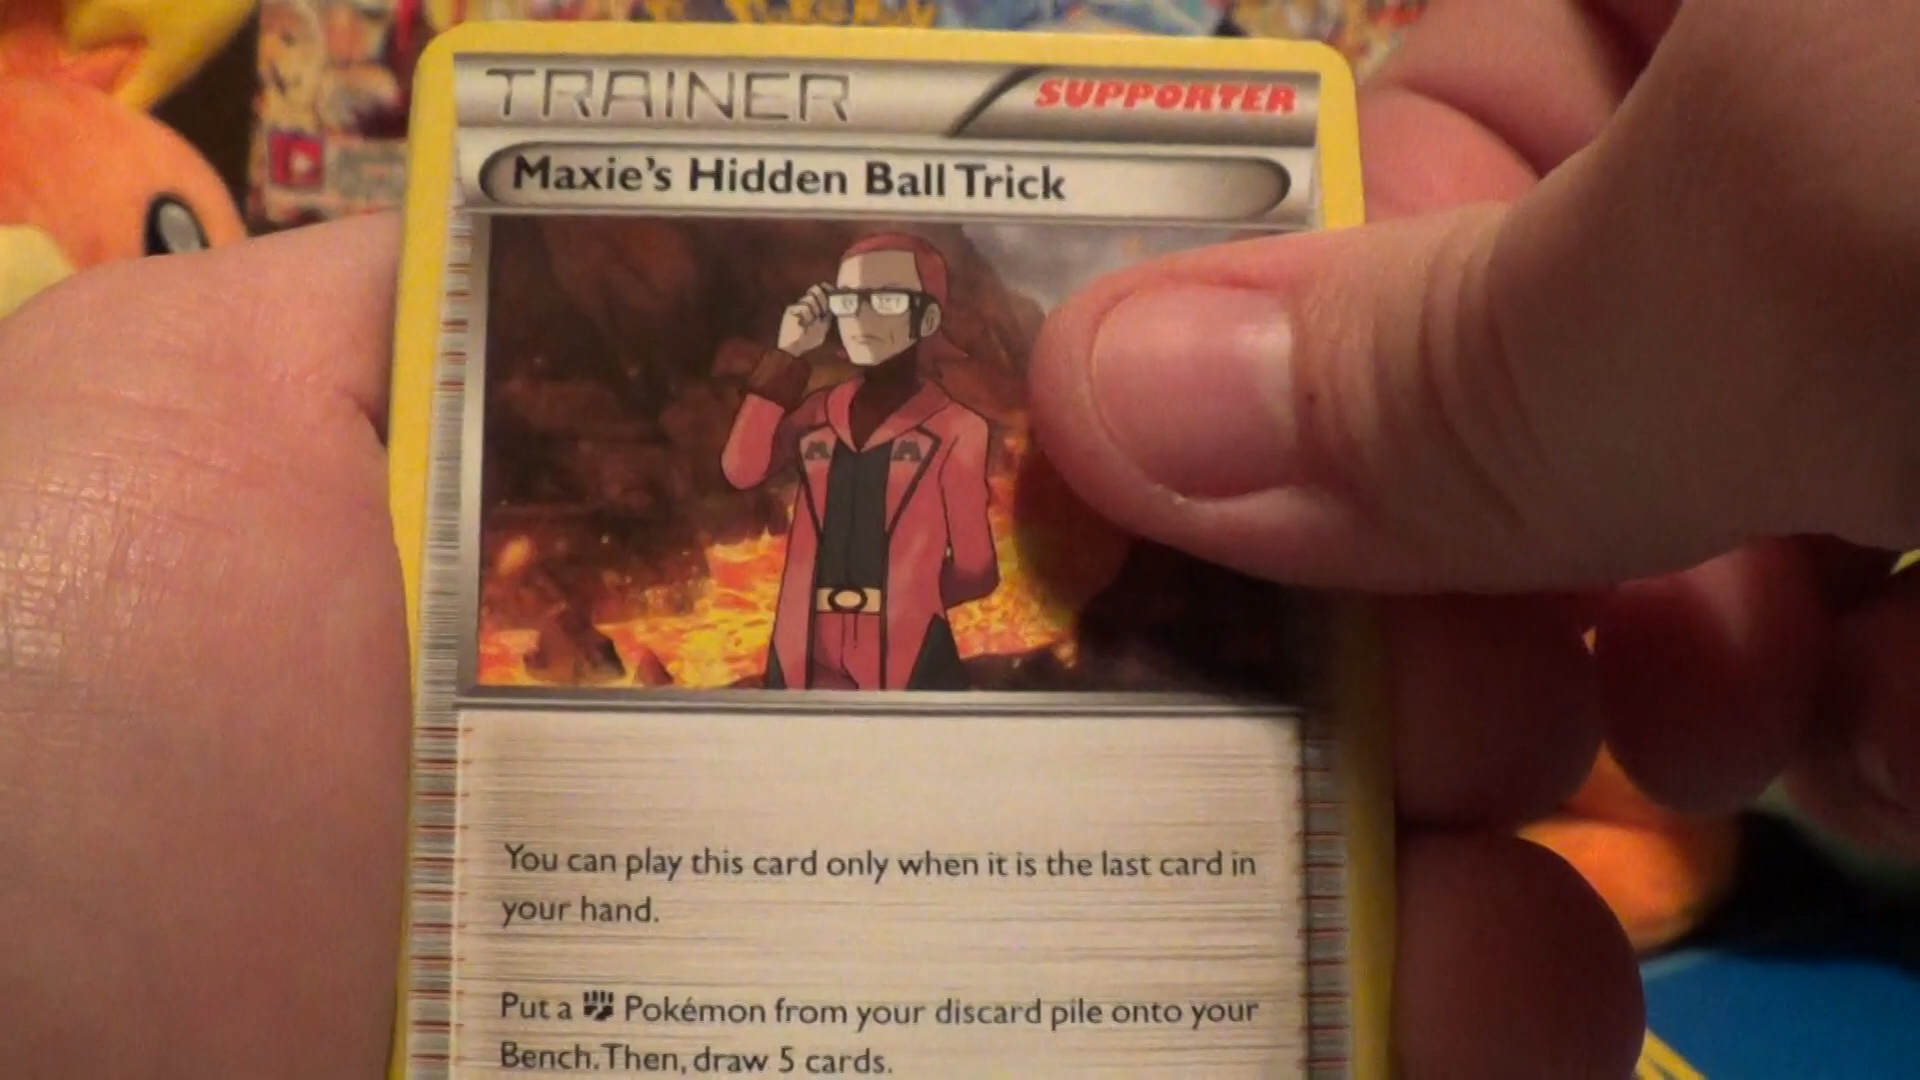 Pokémon
TRAINER
SUPPORTER
Maxie's Hidden Ball Trick
You can play this card only when it is the last card in
your hand.
Put a Pokémon from your discard pile onto your
Bench. Then, draw 5 cards.